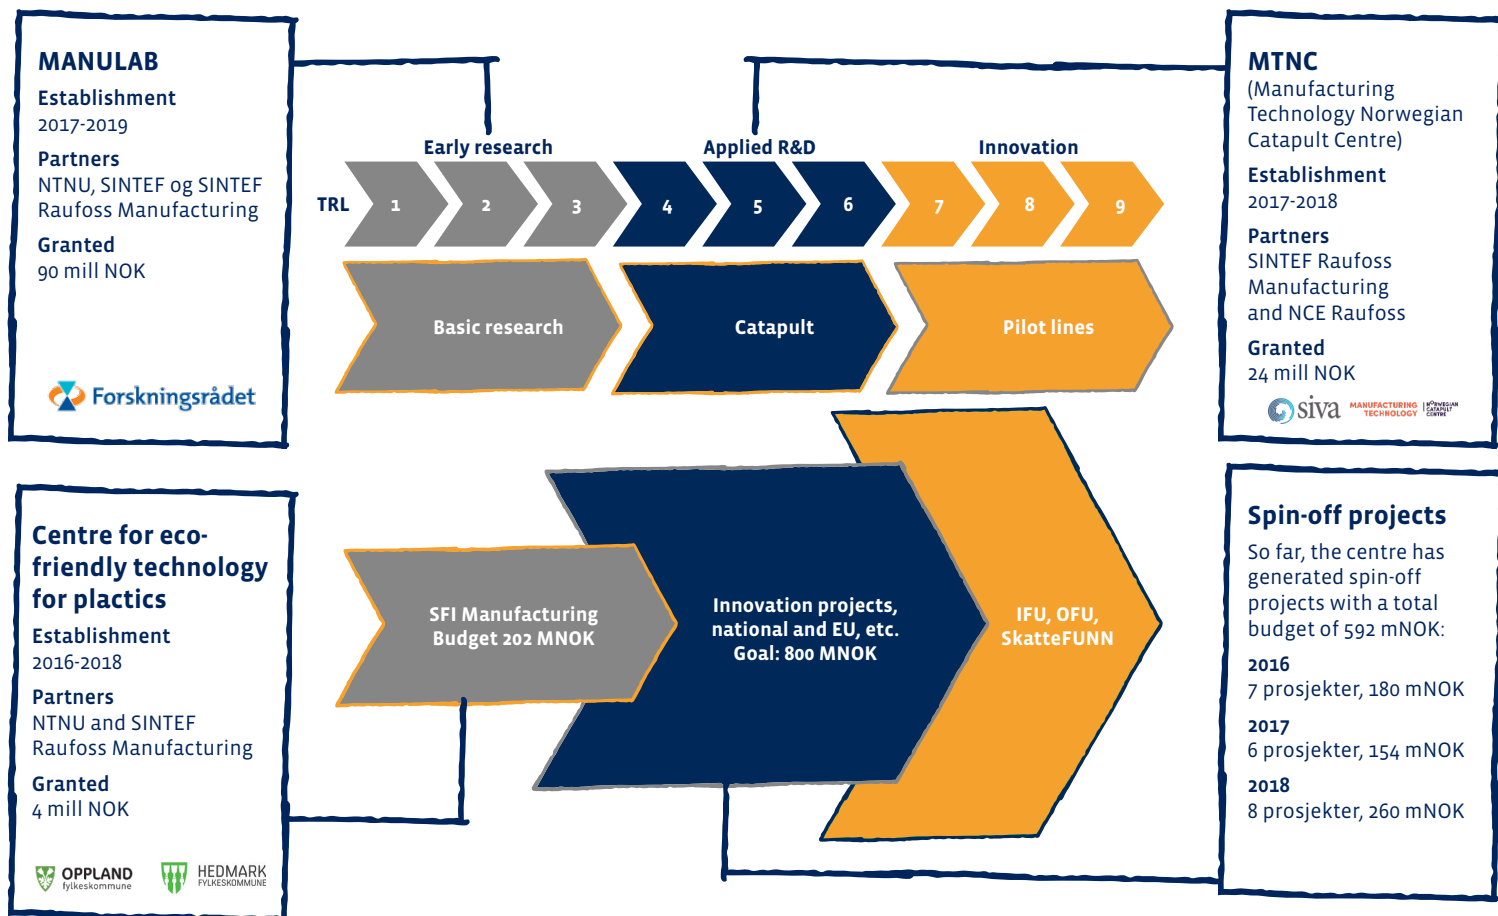 MANULAB
Establishment
2017-2019
Partners
NTNU, SINTEF og SINTEF
Raufoss Manufacturing
Granted
90 mill NOK
Forskningsrådet
Early research
Applied R&D
Innovation
TRL 1 2 3 4 5 6 7 8 9
Basic research
Catapult
Pilot lines
MTNC
(Manufacturing
Technology Norwegian
Catapult Centre)
Establishment
2017-2018
Partners
SINTEF Raufoss
Manufacturing
and NCE Raufoss
Granted
24 mill NOK
siva
MANUFACTURING
TECHNOLOGY
NORWEGIAN
CATAPULT
CENTRE
Centre for eco-
friendly technology
for plactics
Establishment
2016-2018
Partners
NTNU and SINTEF
Raufoss Manufacturing
Granted
4 mill NOK
OPPLAND
fylkeskommune
HEDMARK
FYLKESKOMMUNE
SFI Manufacturing
Budget 202 MNOK
Innovation projects,
national and EU, etc.
Goal: 800 MNOK
IFU, OFU,
SkatteFUNN
Spin-off projects
So far, the centre has
generated spin-off
projects with a total
budget of 592 mNOK:
2016
7 prosjekter, 180 mNOK
2017
6 prosjekter, 154 mNOK
2018
8 prosjekter, 260 mNOK